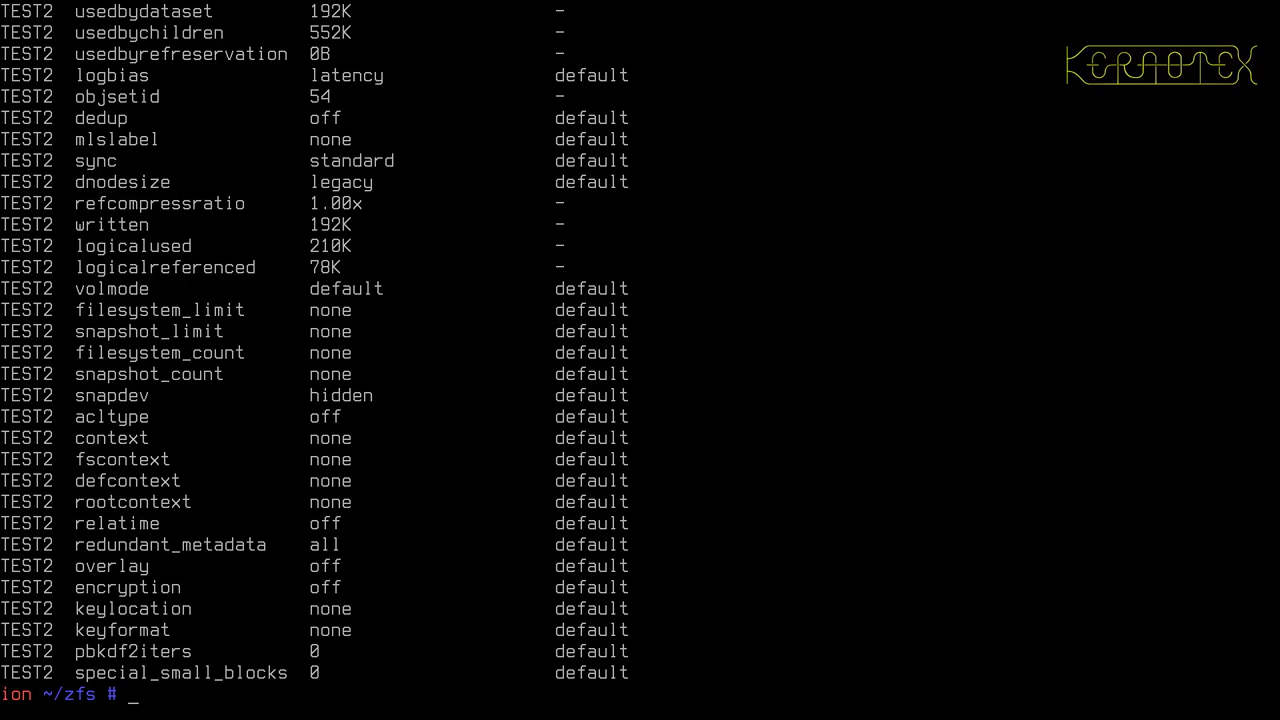 TEST2 usedbydataset 192K -
TEST2 usedbychildren 552K -
TEST2 usedbyrefreservation 0B -
TEST2 logbias latency default
TEST2 objsetid 54 -
TEST2 dedup off default
TEST2 mlslabel none default
TEST2 sync standard default
TEST2 dnodesize legacy default
TEST2 refcompressratio 1.00x -
TEST2 written 192K -
TEST2 logicalused 210K -
TEST2 logicalreferenced 78K -
TEST2 volmode default default
TEST2 filesystem_limit none default
TEST2 snapshot_limit none default
TEST2 filesystem_count none default
TEST2 snapshot_count none default
TEST2 snapdev hidden default
TEST2 acltype off default
TEST2 context none default
TEST2 fscontext none default
TEST2 defcontext none default
TEST2 rootcontext none default
TEST2 relatime off default
TEST2 redundant_metadata all default
TEST2 overlay off default
TEST2 encryption off default
TEST2 keylocation none default
TEST2 keyformat none default
TEST2 pbkdf2iters 0 default
TEST2 special_small_blocks 0 default
ion ~/zfs # _